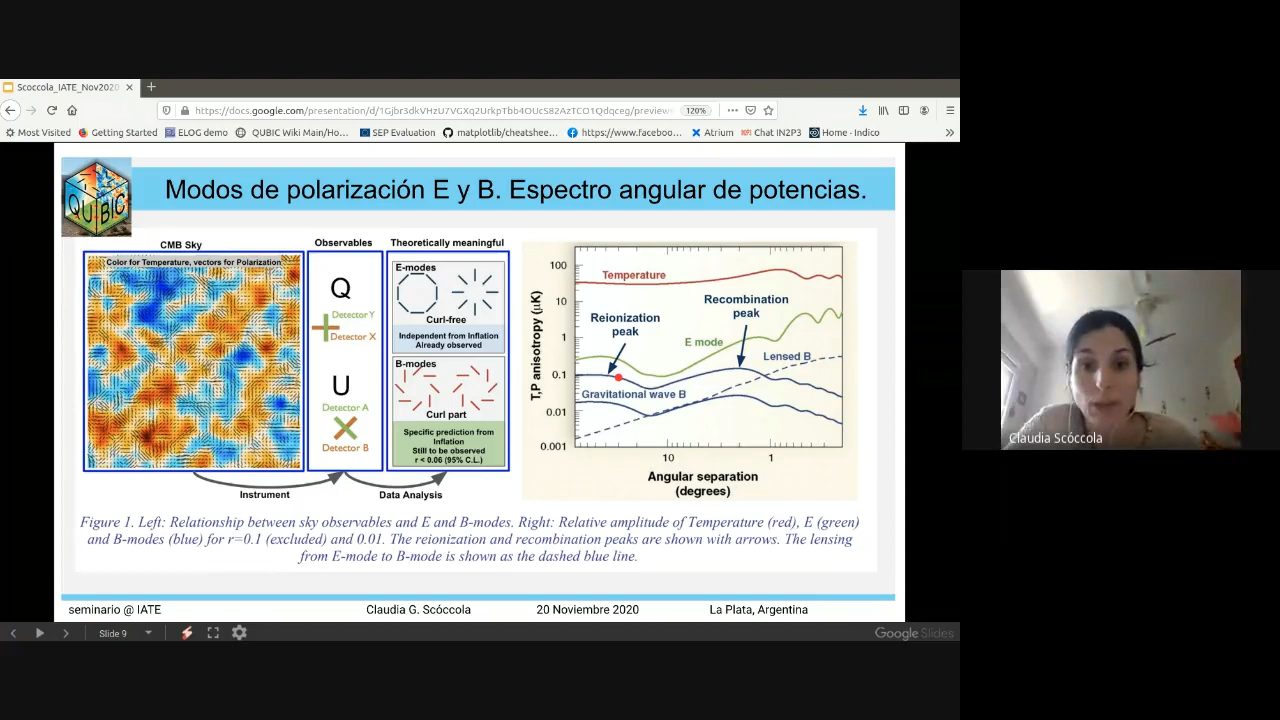 Scoccola_IATE_Nov2020
https://docs.google.com/presentation/d/1Gjbr3dkVHzU7VGXq2UrkpTbb4OUcS82AzTCO1Qdqceg/preview
120%
Most Visited
Getting Started
ELOG demo
QUBIC Wiki Main/Ho...
SEP Evaluation
matplotlib/cheatshee...
https://www.faceboo...
Atrium
Chat IN2P3
Home · Indico
QUBIC
Modos de polarización E y B. Espectro angular de potencias.
CMB Sky
Observables
Theoretically meaningful
Color for Temperature, vectors for Polarization
Q
Detector Y
Detector X
U
Detector A
Detector B
E-modes
Curl-free
Independent from Inflation
Already observed
B-modes
Curl part
Specific prediction from
Inflation
Still to be observed
r < 0.06 (95% C.L.)
Instrument
Data Analysis
T,P anisotropy (μK)
100
10
1
0.1
0.01
0.001
Temperature
Reionization
peak
Recombination
peak
E mode
Lensed B
Gravitational wave B
10
1
Angular separation
(degrees)
Figure 1. Left: Relationship between sky observables and E and B-modes. Right: Relative amplitude of Temperature (red), E (green)
and B-modes (blue) for r=0.1 (excluded) and 0.01. The reionization and recombination peaks are shown with arrows. The lensing
from E-mode to B-mode is shown as the dashed blue line.
seminario @ IATE
Claudia G. Scóccola
20 Noviembre 2020
La Plata, Argentina
Slide 9
Google Slides
Claudia Scóccola